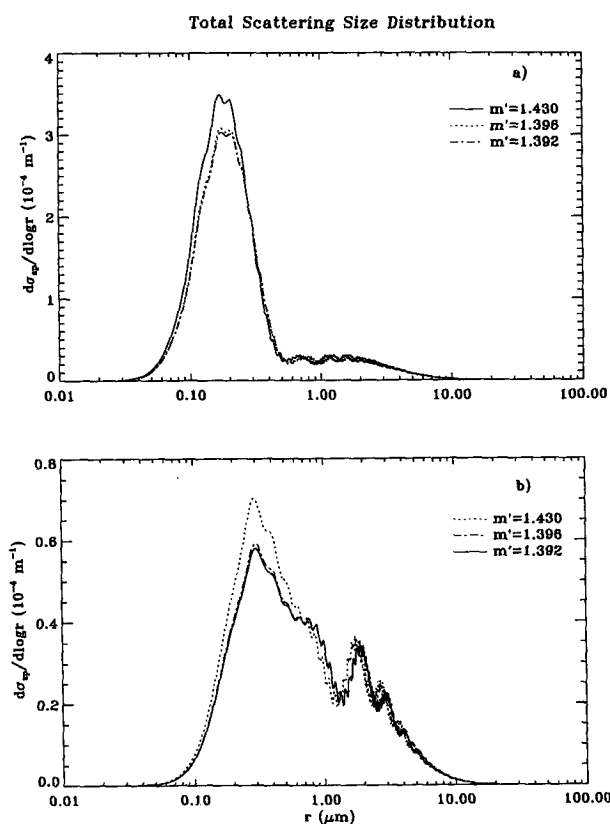 Total Scattering Size Distribution
a)
m'=1.430
m'=1.396
m'=1.392
dσsp/dlogr (10⁻⁴ m⁻¹)
4
3
2
1
0
0.01 0.10 1.00 10.00 100.00
b)
m'=1.430
m'=1.396
m'=1.392
dσsp/dlogr (10⁻⁴ m⁻¹)
0.8
0.6
0.4
0.2
0.0
0.01 0.10 1.00 10.00 100.00
r (μm)